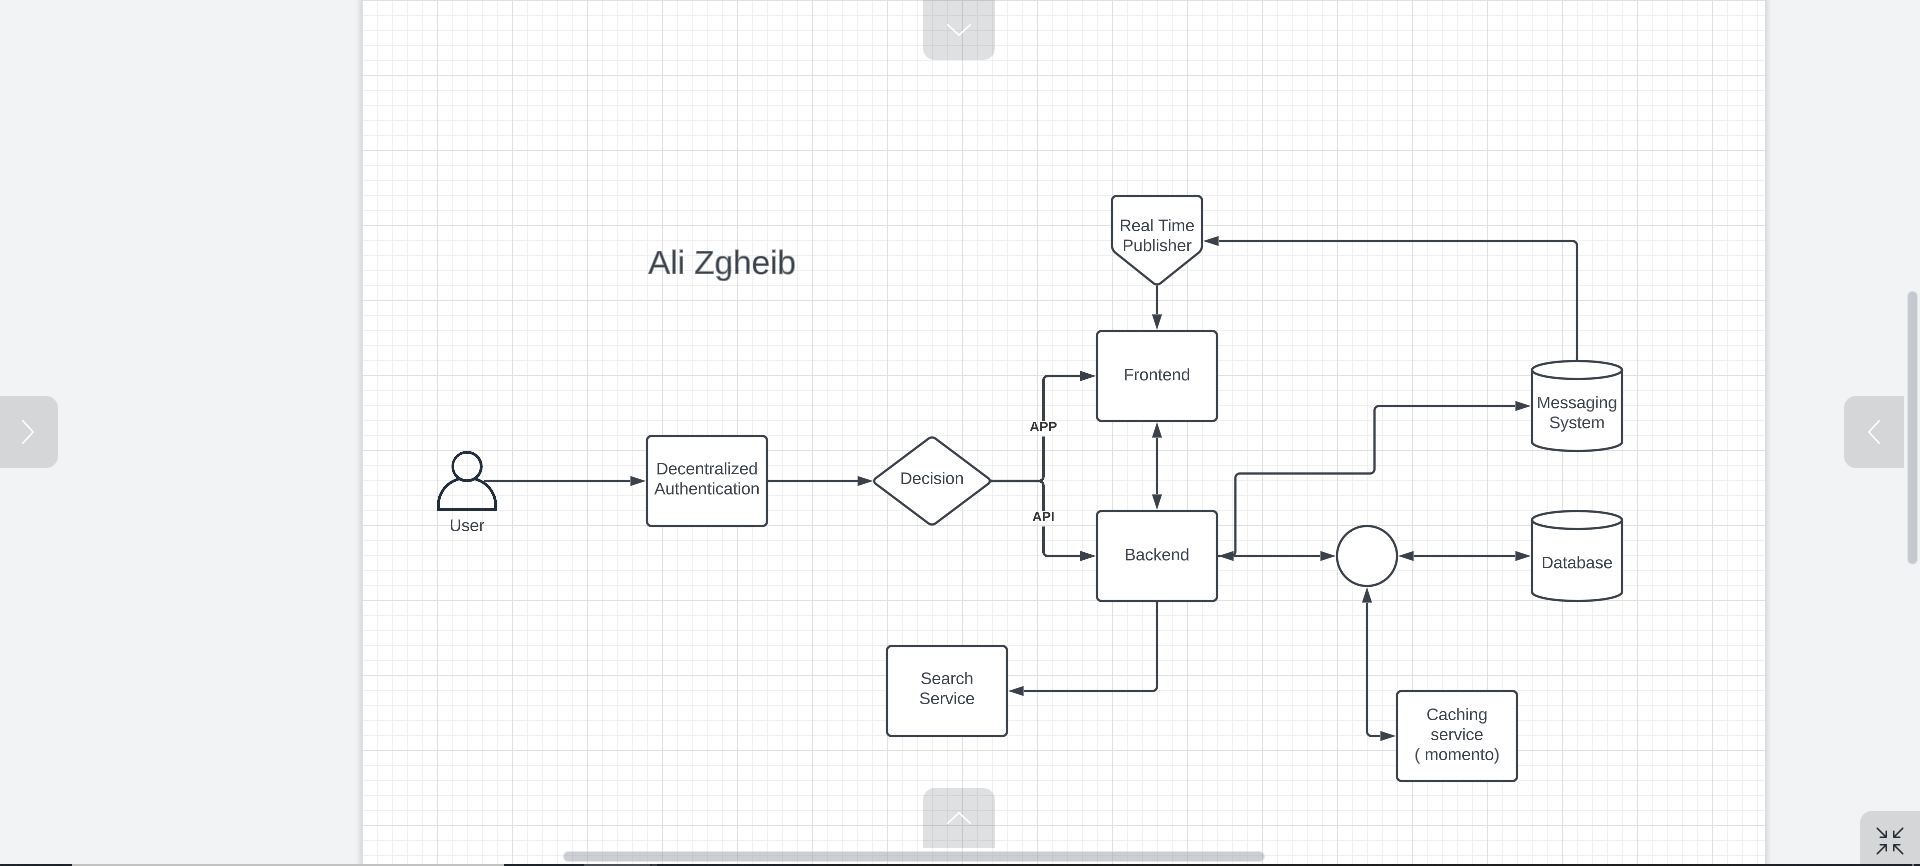 Real Time
Publisher
Ali Zgheib
Frontend
Messaging
System
APP
Decentralized
Authentication
Decision
User
API
Backend
Database
Search
Service
Caching
service
( momento)